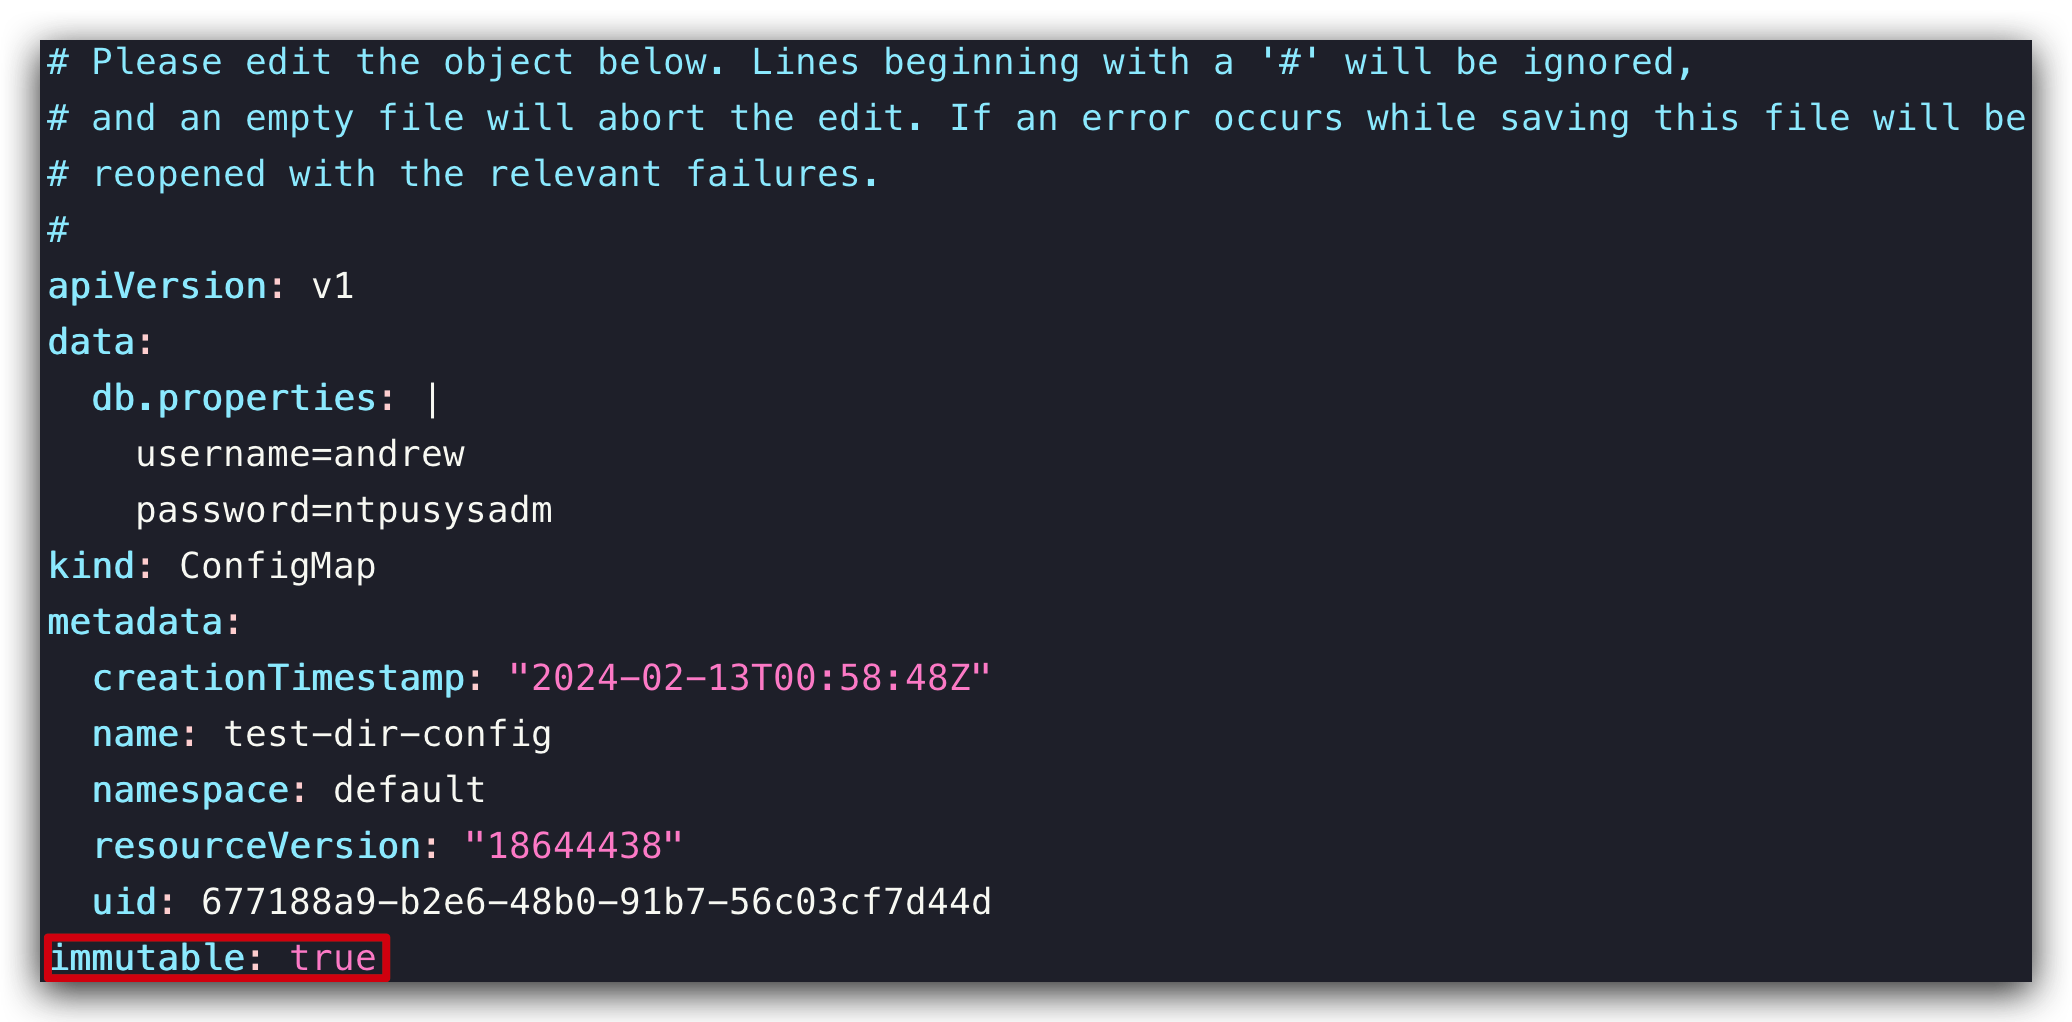 # Please edit the object below. Lines beginning with a '#' will be ignored,
# and an empty file will abort the edit. If an error occurs while saving this file will be
# reopened with the relevant failures.
#
apiVersion: v1
data:
  db.properties: |
    username=andrew
    password=ntpusysadm
kind: ConfigMap
metadata:
  creationTimestamp: "2024-02-13T00:58:48Z"
  name: test-dir-config
  namespace: default
  resourceVersion: "18644438"
  uid: 677188a9-b2e6-48b0-91b7-56c03cf7d44d
immutable: true